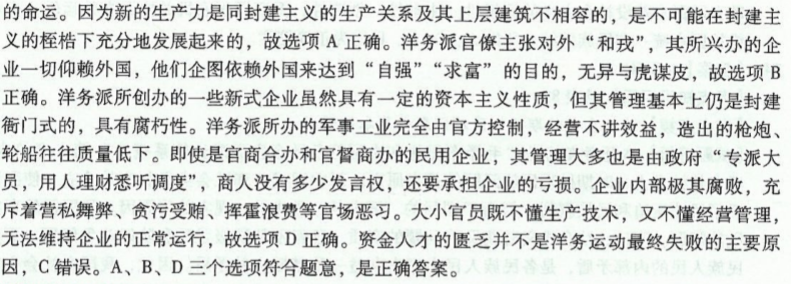 的命运。因为新的生产力是同封建主义的生产关系及其上层建筑不相容的，是不可能在封建主
义的桎梏下充分地发展起来的，故选项 A 正确。洋务派官僚主张对外“和戎”，其所兴办的企
业一切仰赖外国，他们企图依赖外国来达到“自强”“求富”的目的，无异与虎谋皮，故选项 B
正确。洋务派所创办的一些新式企业虽然具有一定的资本主义性质，但其管理基本上仍是封建
衙门式的，具有腐朽性。洋务派所办的军事工业完全由官方控制，经营不讲效益，造出的枪炮、
轮船往往质量低下。即使是官商合办和官督商办的民用企业，其管理大多也是由政府“专派大
员，用人理财悉听调度”，商人没有多少发言权，还要承担企业的亏损。企业内部极其腐败，充
斥着营私舞弊、贪污受贿、挥霍浪费等官场恶习。大小官员既不懂生产技术，又不懂经营管理，
无法维持企业的正常运行，故选项 D 正确。资金人才的匮乏并不是洋务运动最终失败的主要原
因，C 错误。A、B、D 三个选项符合题意，是正确答案。